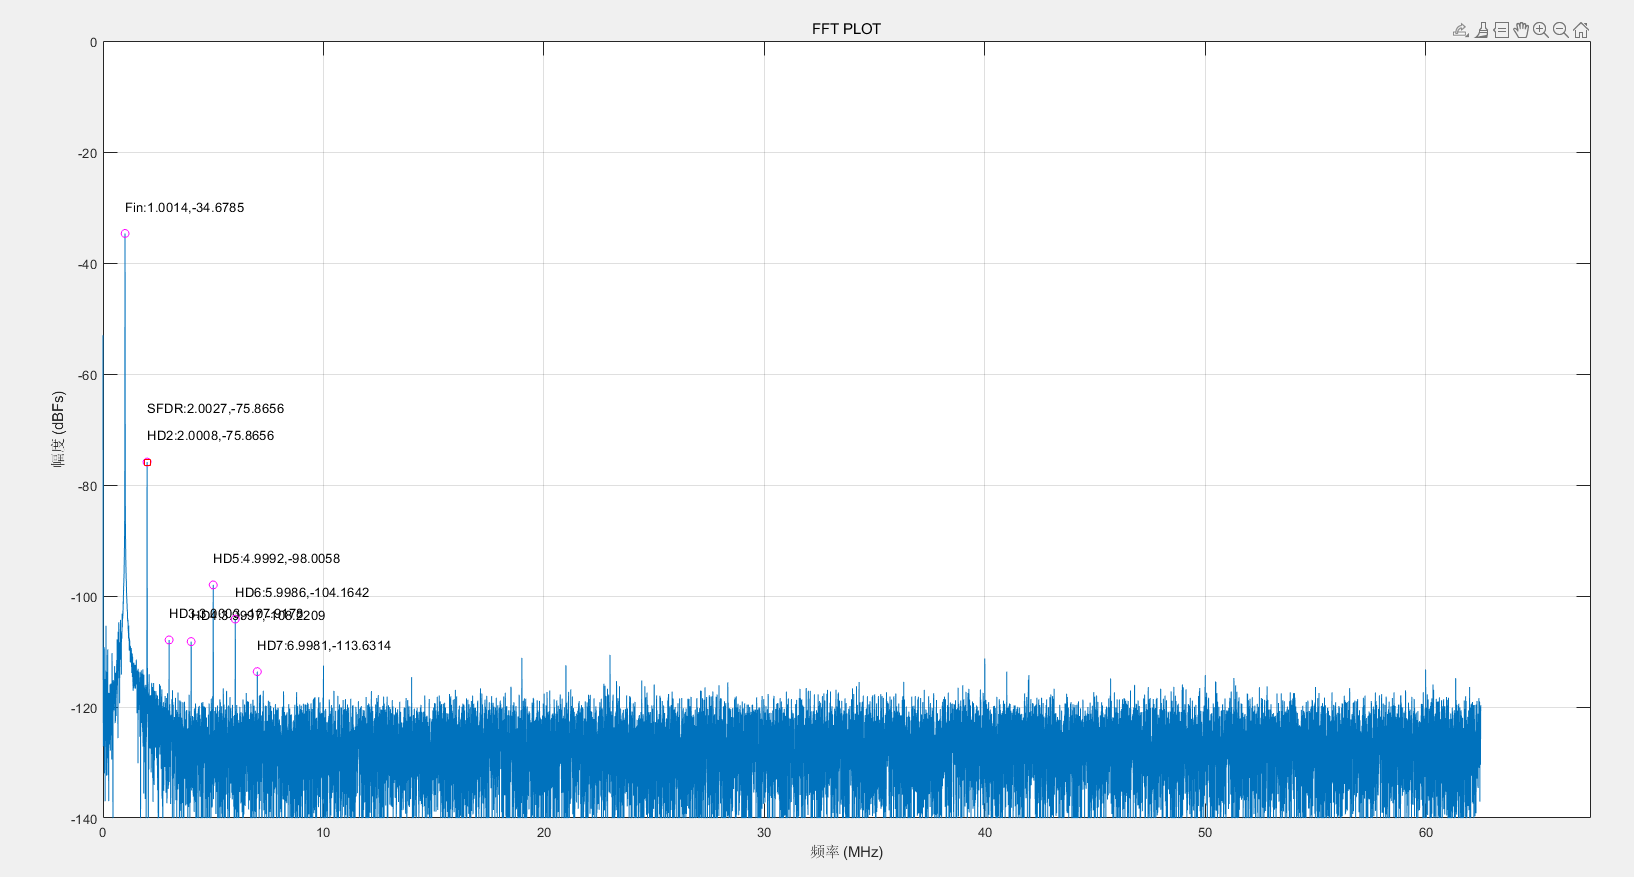 FFT PLOT
0
-20
-40
-60
-80
-100
-120
-140
幅度 (dBFs)
Fin:1.0014,-34.6785
SFDR:2.0027,-75.8656
HD2:2.0008,-75.8656
HD5:4.9992,-98.0058
HD6:5.9986,-104.1642
HD7:6.9981,-113.6314
0
10
20
30
40
50
60
频率 (MHz)